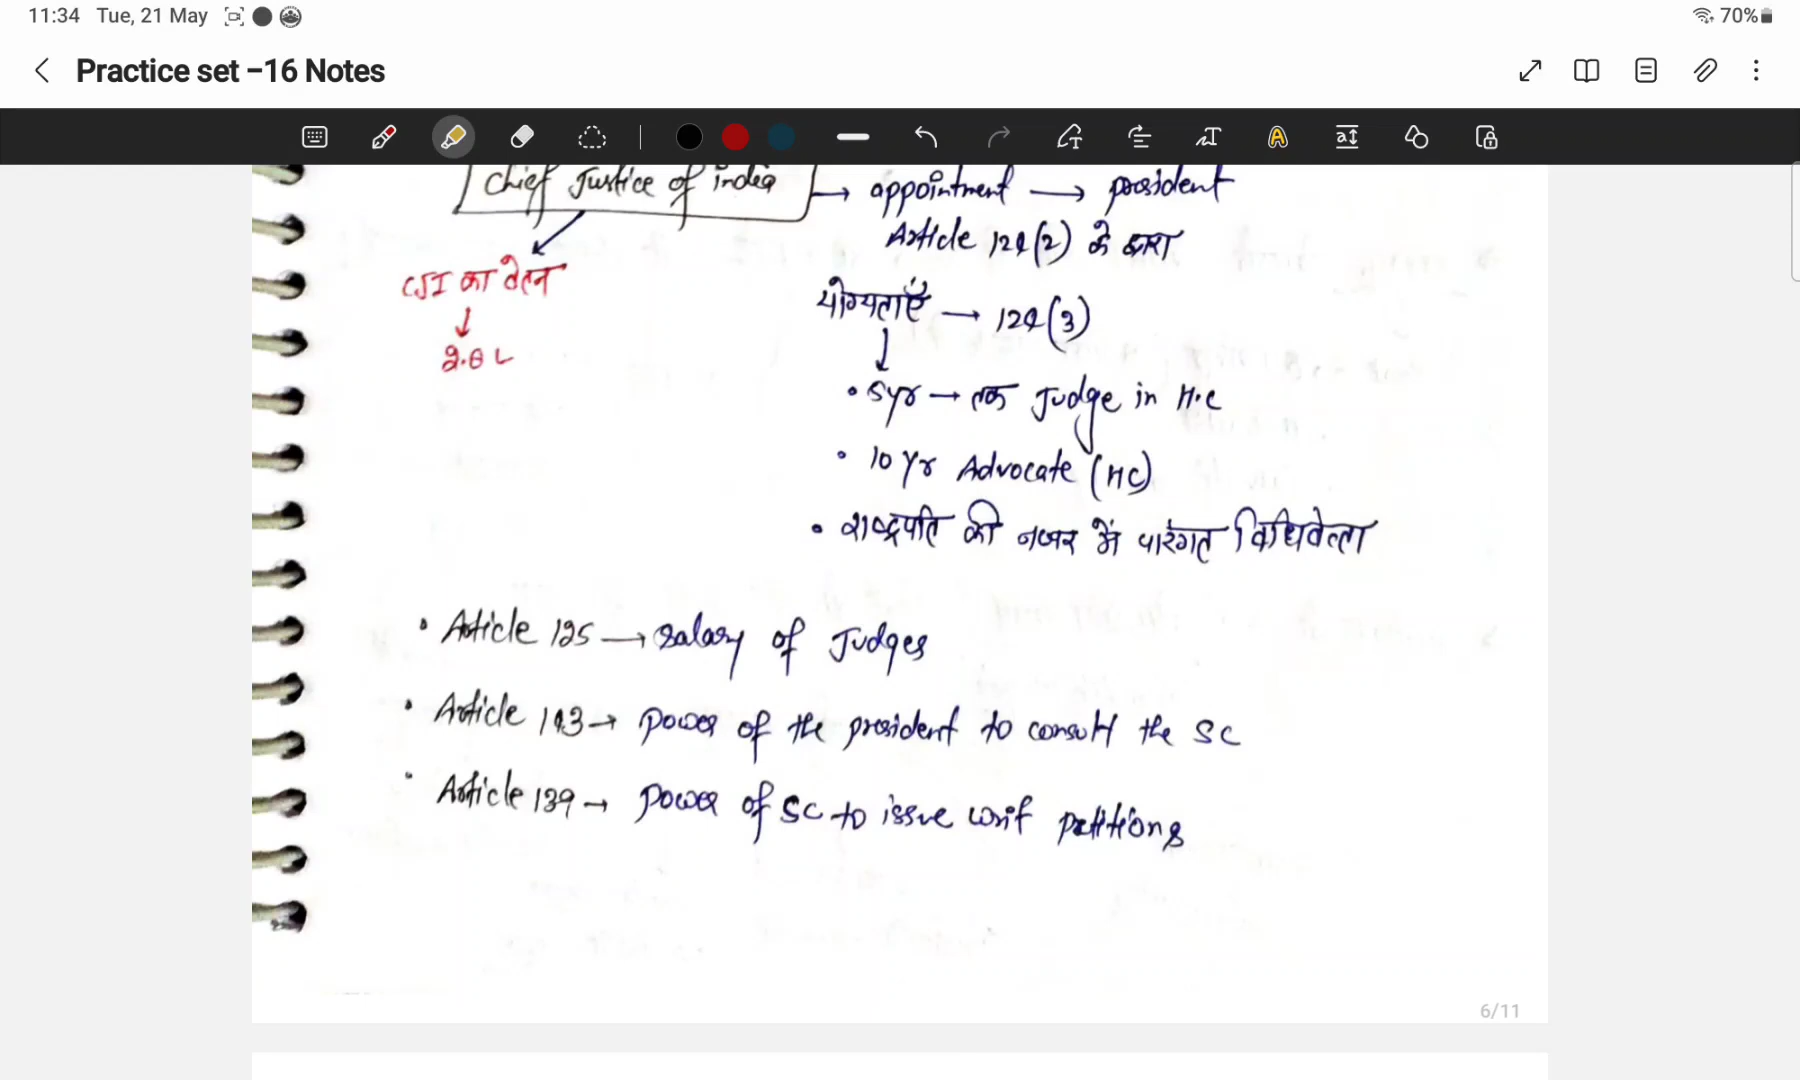 11:34 Tue, 21 May 70%
Practice set –16 Notes
Chief Justice of india → appointment → president
Article 124(2) के द्वारा
CJI का वेतन
↓
2.8 L
योग्यताएँ → 124(3)
↓
• 5yr → तक Judge in H.C
• 10 Yr Advocate (HC)
• राष्ट्रपति की नजर में पारंगत विधिवेत्ता
• Article 125 → salary of Judges
• Article 143 → power of the president to consult the SC
• Article 139 → power of SC to issue writ petitions
6/11